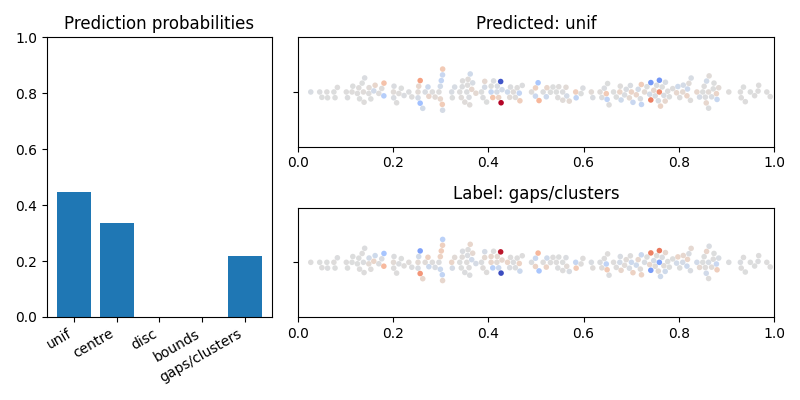 Prediction probabilities
1.0
0.8
0.6
0.4
0.2
0.0
unif
centre
disc
bounds
gaps/clusters
Predicted: unif
0.0 0.2 0.4 0.6 0.8 1.0
Label: gaps/clusters
0.0 0.2 0.4 0.6 0.8 1.0